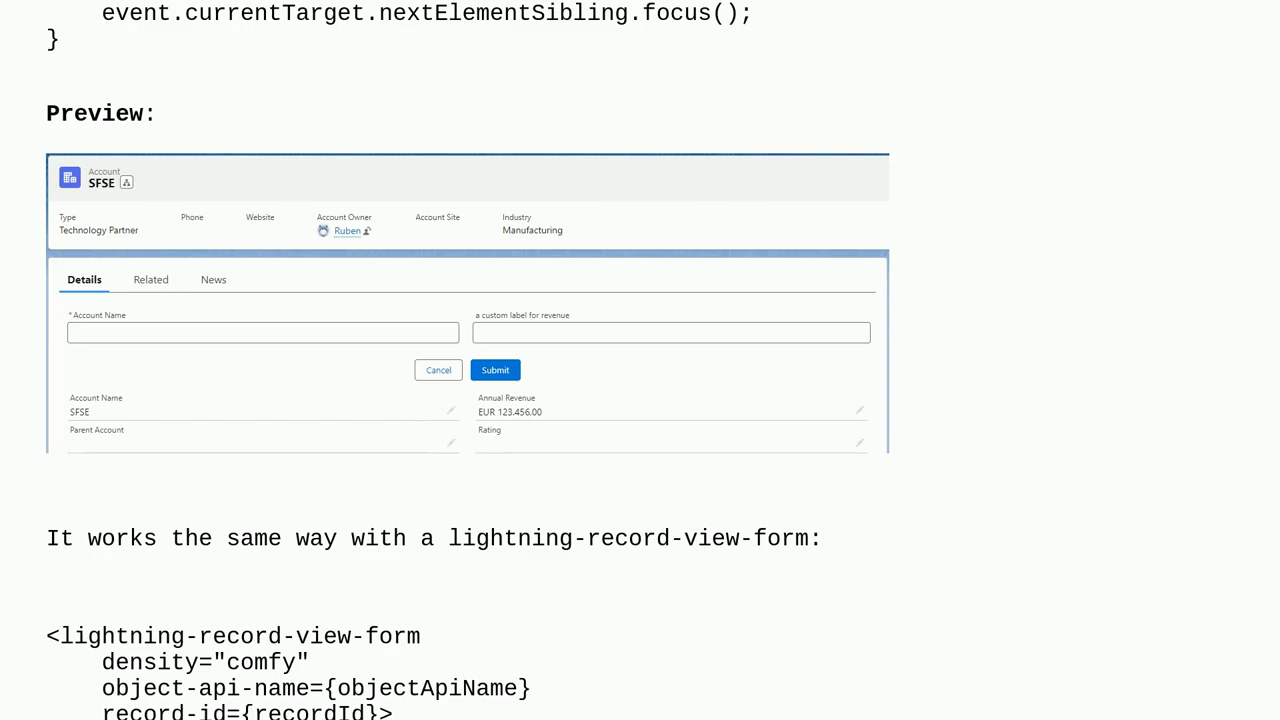 event.currentTarget.nextElementSibling.focus();
}
Preview:
Account
SFSE
Type Phone Website Account Owner Account Site Industry
Technology Partner Ruben Manufacturing
Details Related News
*Account Name a custom label for revenue
Cancel Submit
Account Name Annual Revenue
SFSE EUR 123.456.00
Parent Account Rating
It works the same way with a lightning-record-view-form:
<lightning-record-view-form
density="comfy"
object-api-name={objectApiName}
record-id={recordId}>